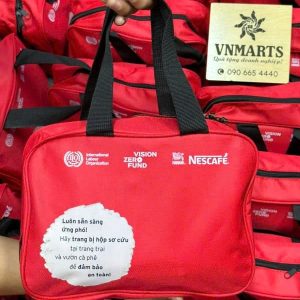 VNMARTS
Quà tặng doanh nghiệp!
090 665 4440
International
Labour
Organization
VISION
ZERO
FUND
Nestlé
NESCAFÉ
Luôn sẵn sàng
ứng phó!
Hãy trang bị hộp sơ cứu
tại trang trại
và vườn cà phê
để đảm bảo
an toàn!